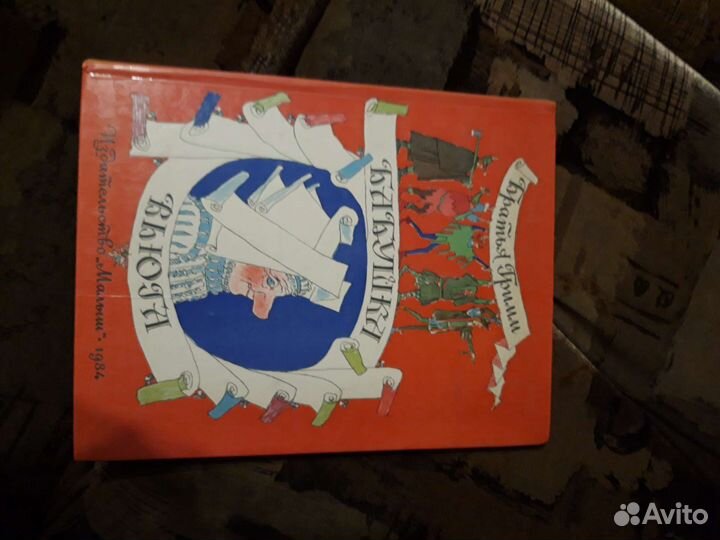 Братья Гримм
БАБУШКА
ВЬЮГА
Издательство „Малыш". 1984
Avito